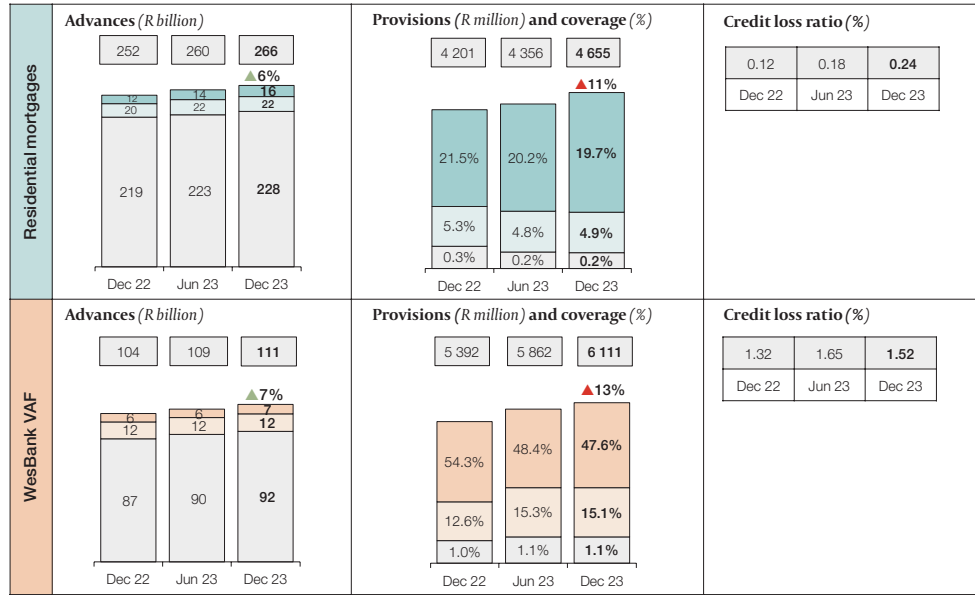 Residential mortgages
Advances (R billion)
252 260 266
▲6%
12 14 16
20 22 22
219 223 228
Dec 22 Jun 23 Dec 23
Provisions (R million) and coverage (%)
4 201 4 356 4 655
▲11%
21.5% 20.2% 19.7%
5.3% 4.8% 4.9%
0.3% 0.2% 0.2%
Dec 22 Jun 23 Dec 23
Credit loss ratio (%)
0.12 0.18 0.24
Dec 22 Jun 23 Dec 23
WesBank VAF
Advances (R billion)
104 109 111
▲7%
6 6 7
12 12 12
87 90 92
Dec 22 Jun 23 Dec 23
Provisions (R million) and coverage (%)
5 392 5 862 6 111
▲13%
54.3% 48.4% 47.6%
12.6% 15.3% 15.1%
1.0% 1.1% 1.1%
Dec 22 Jun 23 Dec 23
Credit loss ratio (%)
1.32 1.65 1.52
Dec 22 Jun 23 Dec 23